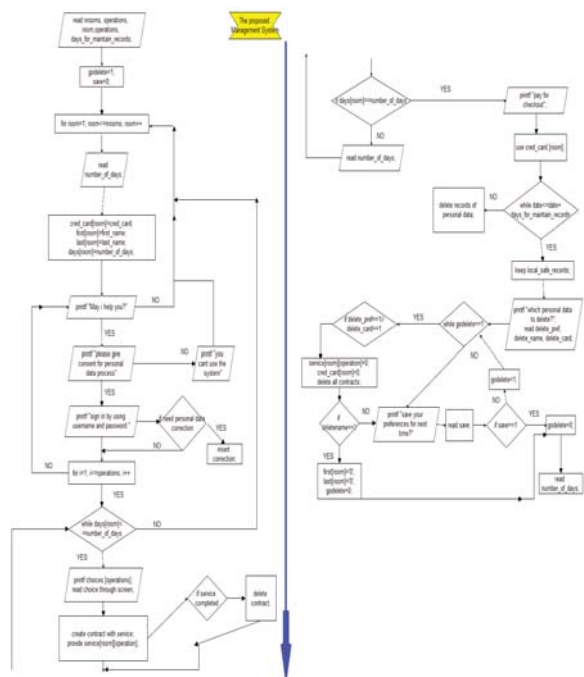 read nrooms, operations,
room,operations,
days_for_maintain_records;
The proposed
Management System
godelete=1;
save=0;
for room=1; room<=nrooms; room++
read
number_of_days;
cred_card[room]=cred_card;
first[room]=first_name;
last[room]=last_name;
days[room]=number_of_days;
printf "May i help you?"
NO
YES
printf "please give
consent for personal
data process"
NO
printf "you
cant use the
system"
YES
printf "sign in by using
username and password "
if need personal data
correction
YES
insert
correction;
NO
NO
for i=1, i<=operations, i++
YES
while days[room]<
=number_of_days
NO
YES
printf choices [operations];
read choice through screen;
create contract with service;
provide service[room][operation];
if service
completed
delete
contract;
if days[room]==number_of_days
YES
printf "pay for
checkout";
NO
read number_of_days;
use cred_card [room];
while date<=date+
days_for_maintain_record
NO
delete records of
personal data;
YES
keep local_safe_records;
printf "which personal data
to delete?";
read delete_pref,
delete_name, delete_card;
while godelete==1
YES
if delete_pref==1//
delete_card==1
service[room][operation]=0;
cred_card[room]=0;
delete all contracts;
if
deletename==1
NO
printf "save your
preferences for next
time?"
read save;
if save==1
NO
godelete=1;
YES
godelete=0;
read
number_of_days;
YES
first[room]='0';
last[room]='0';
godelete=0;